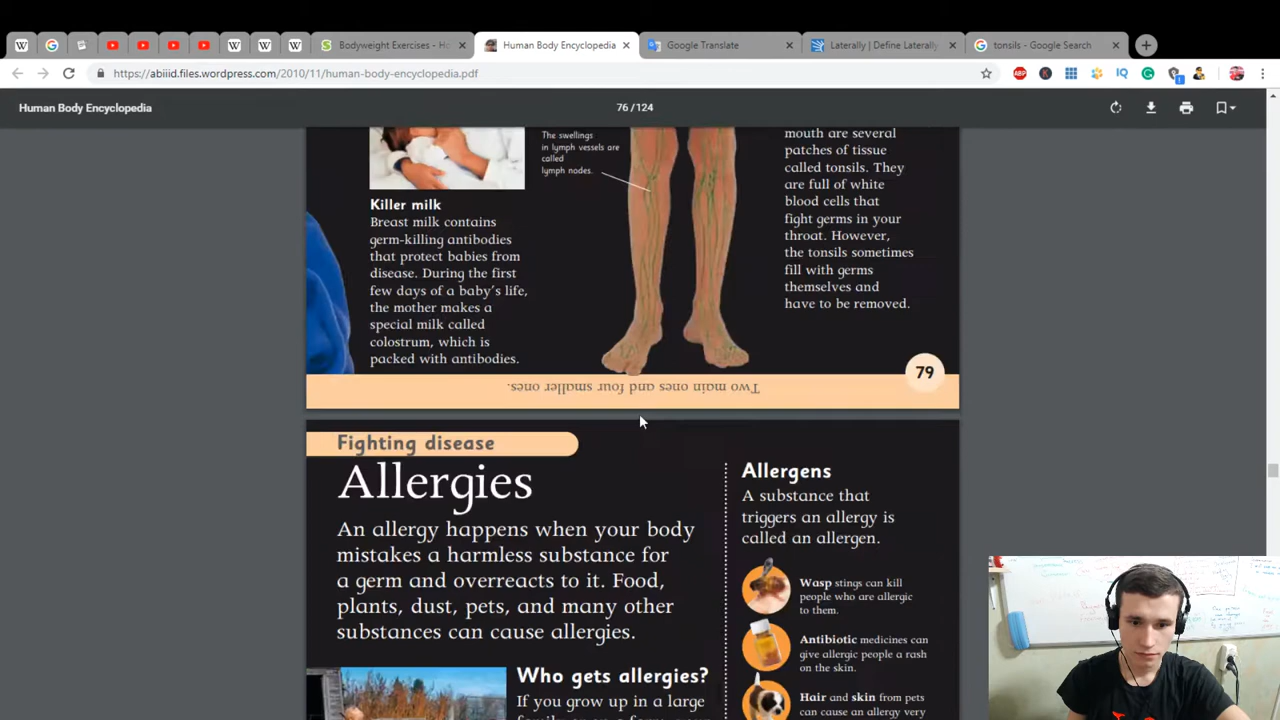 Bodyweight Exercises - Ho
Human Body Encyclopedia
Google Translate
Laterally | Define Laterally
tonsils - Google Search
https://abiiid.files.wordpress.com/2010/11/human-body-encyclopedia.pdf
Human Body Encyclopedia
76 / 124
The swellings
in lymph vessels are
called
lymph nodes.
Killer milk
Breast milk contains
germ-killing antibodies
that protect babies from
disease. During the first
few days of a baby's life,
the mother makes a
special milk called
colostrum, which is
packed with antibodies.
mouth are several
patches of tissue
called tonsils. They
are full of white
blood cells that
fight germs in your
throat. However,
the tonsils sometimes
fill with germs
themselves and
have to be removed.
Two main ones and four smaller ones.
79
Fighting disease
Allergies
An allergy happens when your body
mistakes a harmless substance for
a germ and overreacts to it. Food,
plants, dust, pets, and many other
substances can cause allergies.
Who gets allergies?
If you grow up in a large
Allergens
A substance that
triggers an allergy is
called an allergen.
Wasp stings can kill
people who are allergic
to them.
Antibiotic medicines can
give allergic people a rash
on the skin.
Hair and skin from pets
can cause an allergy very